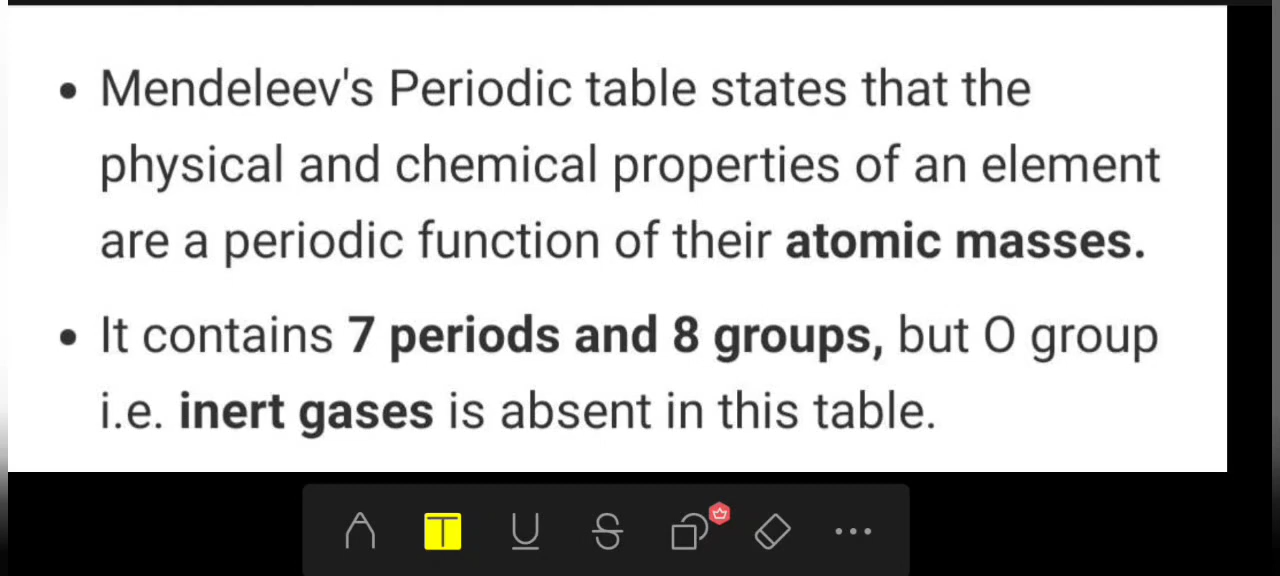 • Mendeleev's Periodic table states that the
physical and chemical properties of an element
are a periodic function of their atomic masses.
• It contains 7 periods and 8 groups, but O group
i.e. inert gases is absent in this table.
T U S